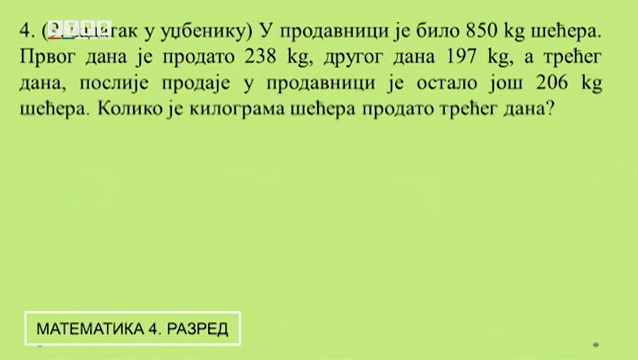 4. ( у уџбенику) У продавници је било 850 kg шећера.
Првог дана је продато 238 kg, другог дана 197 kg, а трећег
дана, послије продаје у продавници је остало још 206 kg
шећера. Колико је килограма шећера продато трећег дана?
МАТЕМАТИКА 4. РАЗРЕД